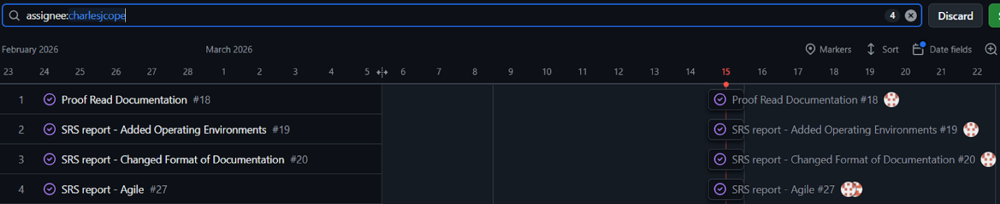 assignee:charlesjcope 4 Discard
February 2026 March 2026 Markers Sort Date fields
23 24 25 26 27 28 1 2 3 4 5 6 7 8 9 10 11 12 13 14 15 16 17 18 19 20 21 22
1 Proof Read Documentation #18 Proof Read Documentation #18
2 SRS report - Added Operating Environments #19 SRS report - Added Operating Environments #19
3 SRS report - Changed Format of Documentation #20 SRS report - Changed Format of Documentation #20
4 SRS report - Agile #27 SRS report - Agile #27